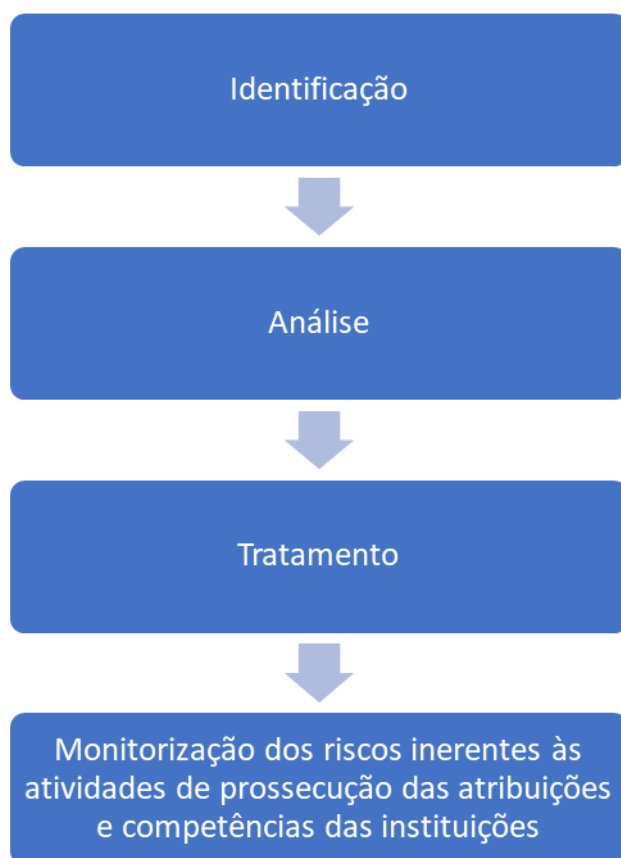 Identificação
Análise
Tratamento
Monitorização dos riscos inerentes às
atividades de prossecução das atribuições
e competências das instituições